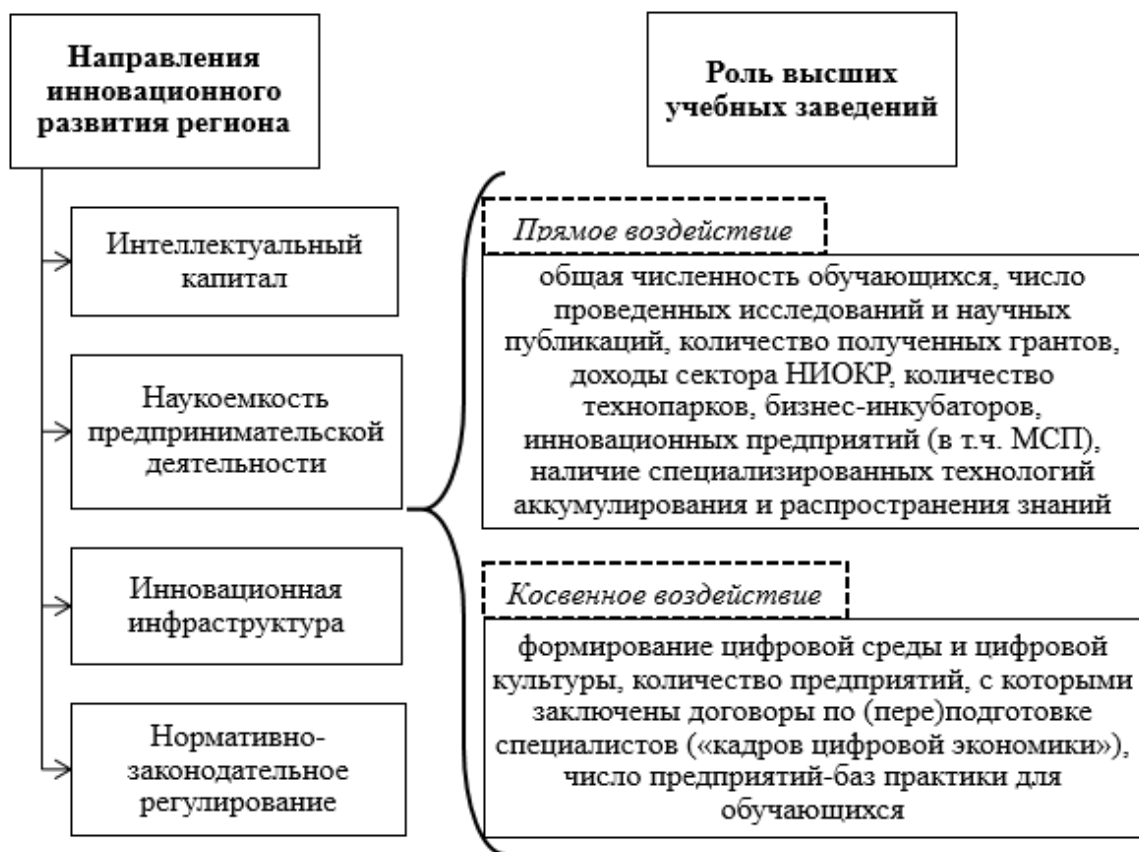 Направления
инновационного
развития региона
Интеллектуальный
капитал
Наукоемкость
предпринимательской
деятельности
Инновационная
инфраструктура
Нормативно-
законодательное
регулирование
Роль высших
учебных заведений
Прямое воздействие
общая численность обучающихся, число
проведенных исследований и научных
публикаций, количество полученных грантов,
доходы сектора НИОКР, количество
технопарков, бизнес-инкубаторов,
инновационных предприятий (в т.ч. МСП),
наличие специализированных технологий
аккумулирования и распространения знаний
Косвенное воздействие
формирование цифровой среды и цифровой
культуры, количество предприятий, с которыми
заключены договоры по (пере)подготовке
специалистов («кадров цифровой экономики»),
число предприятий-баз практики для
обучающихся